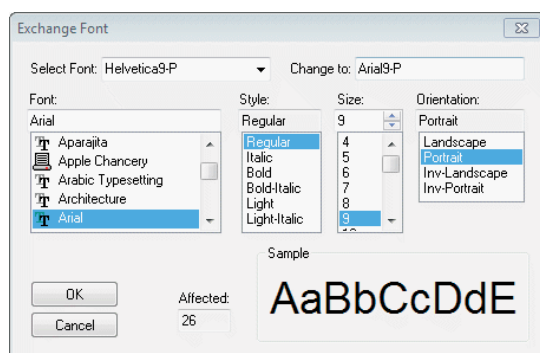 Exchange Font
Select Font: Helvetica9-P Change to: Arial9-P
Font: Style: Size: Orientation:
Arial Regular 9 Portrait
Aparajita Regular 4 Landscape
Apple Chancery Italic 5 Portrait
Arabic Typesetting Bold 6 Inv-Landscape
Architecture Bold-Italic 7 Inv-Portrait
Arial Light 8
Light-Italic 9
10
Sample
AaBbCcDdE
OK Affected:
Cancel 26